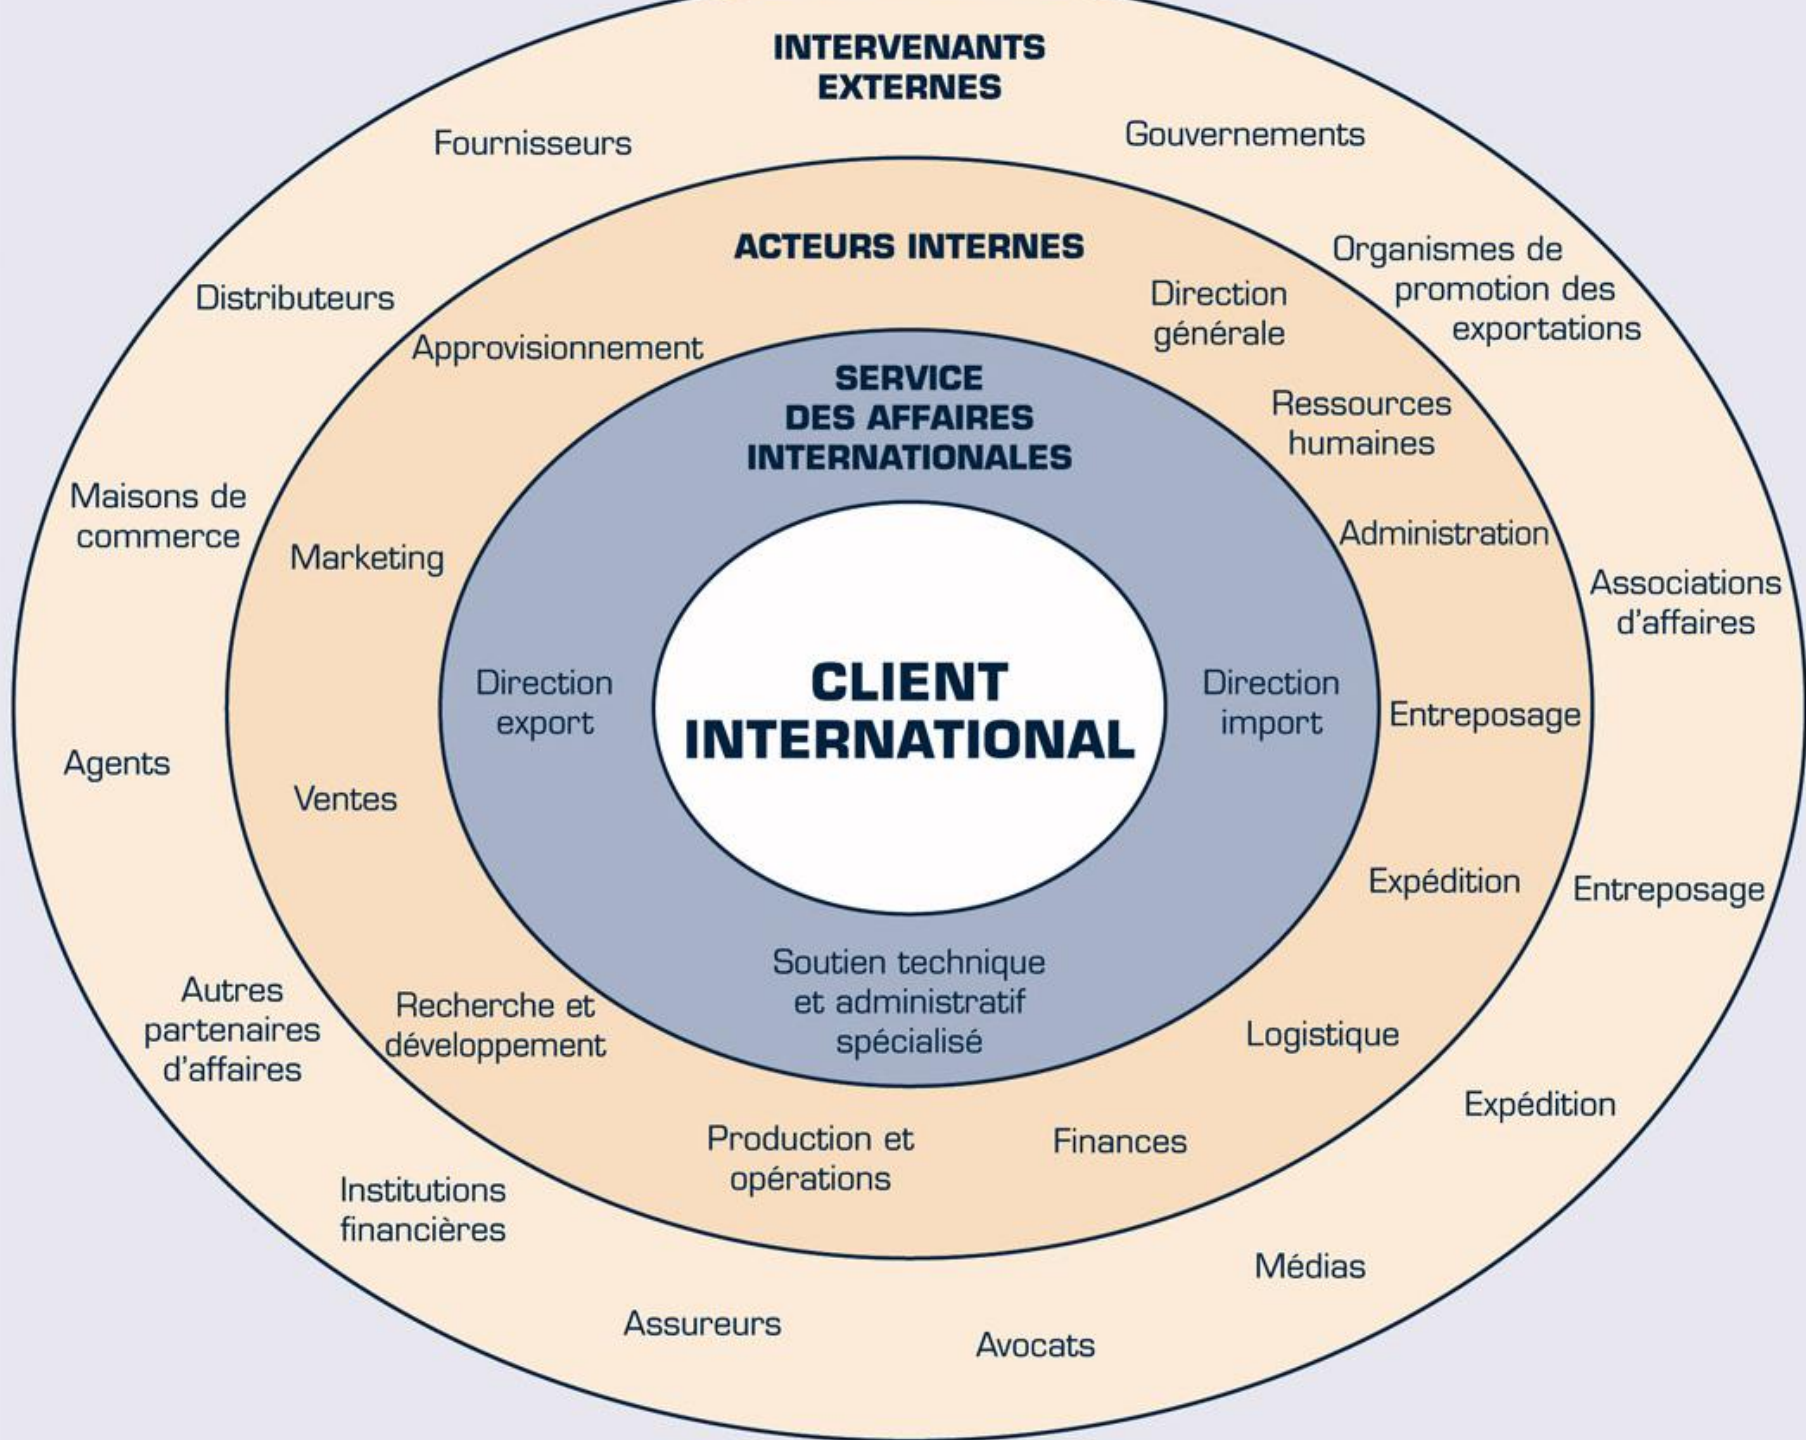 INTERVENANTS
EXTERNES
Fournisseurs
Gouvernements
Distributeurs
Organismes de
promotion des
exportations
Maisons de
commerce
Associations
d'affaires
Agents
Entreposage
Autres
partenaires
d'affaires
Expédition
Institutions
financières
Médias
Assureurs
Avocats
ACTEURS INTERNES
Approvisionnement
Direction
générale
Ressources
humaines
Marketing
Administration
Entreposage
Ventes
Expédition
Recherche et
développement
Logistique
Production et
opérations
Finances
SERVICE
DES AFFAIRES
INTERNATIONALES
Direction
export
Direction
import
Soutien technique
et administratif
spécialisé
CLIENT
INTERNATIONAL